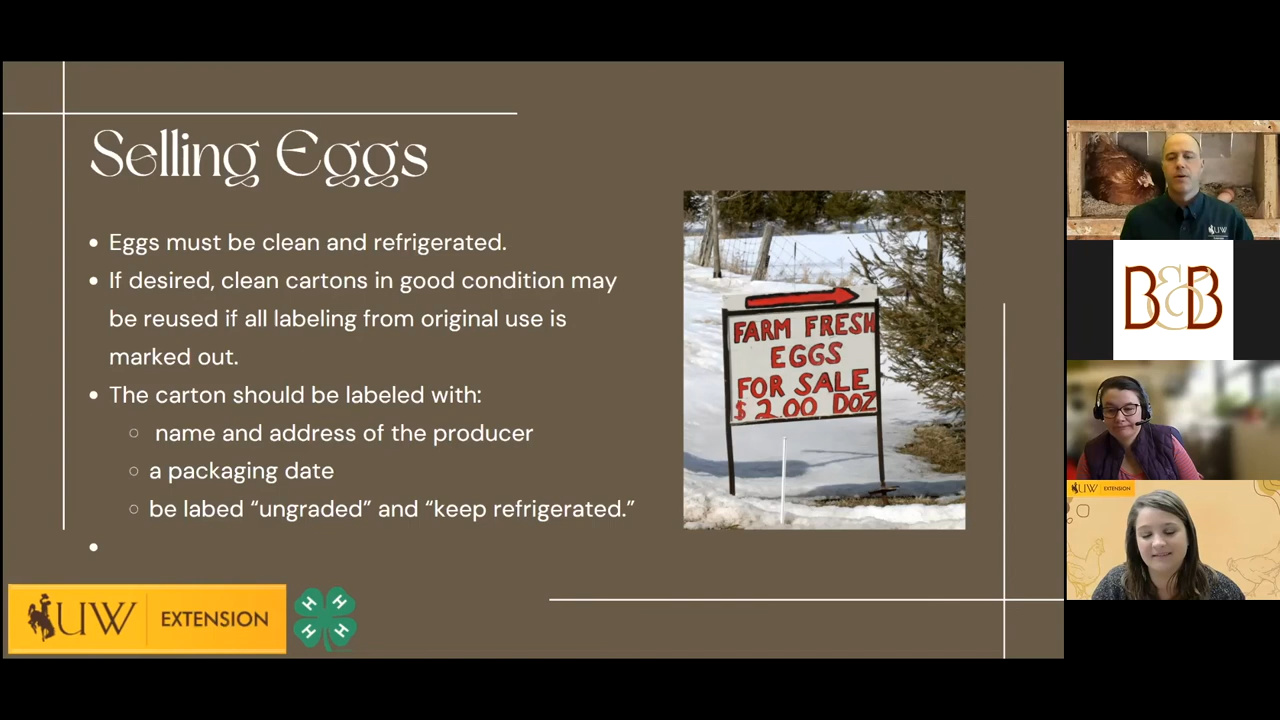 Selling Eggs
• Eggs must be clean and refrigerated.
• If desired, clean cartons in good condition may
be reused if all labeling from original use is
marked out.
• The carton should be labeled with:
○ name and address of the producer
○ a packaging date
○ be labed “ungraded” and “keep refrigerated.”
•
FARM FRESH
EGGS
FOR SALE
$ 2.00 DOZ
UW EXTENSION
H H
H H
UW
B&B
UW EXTENSION